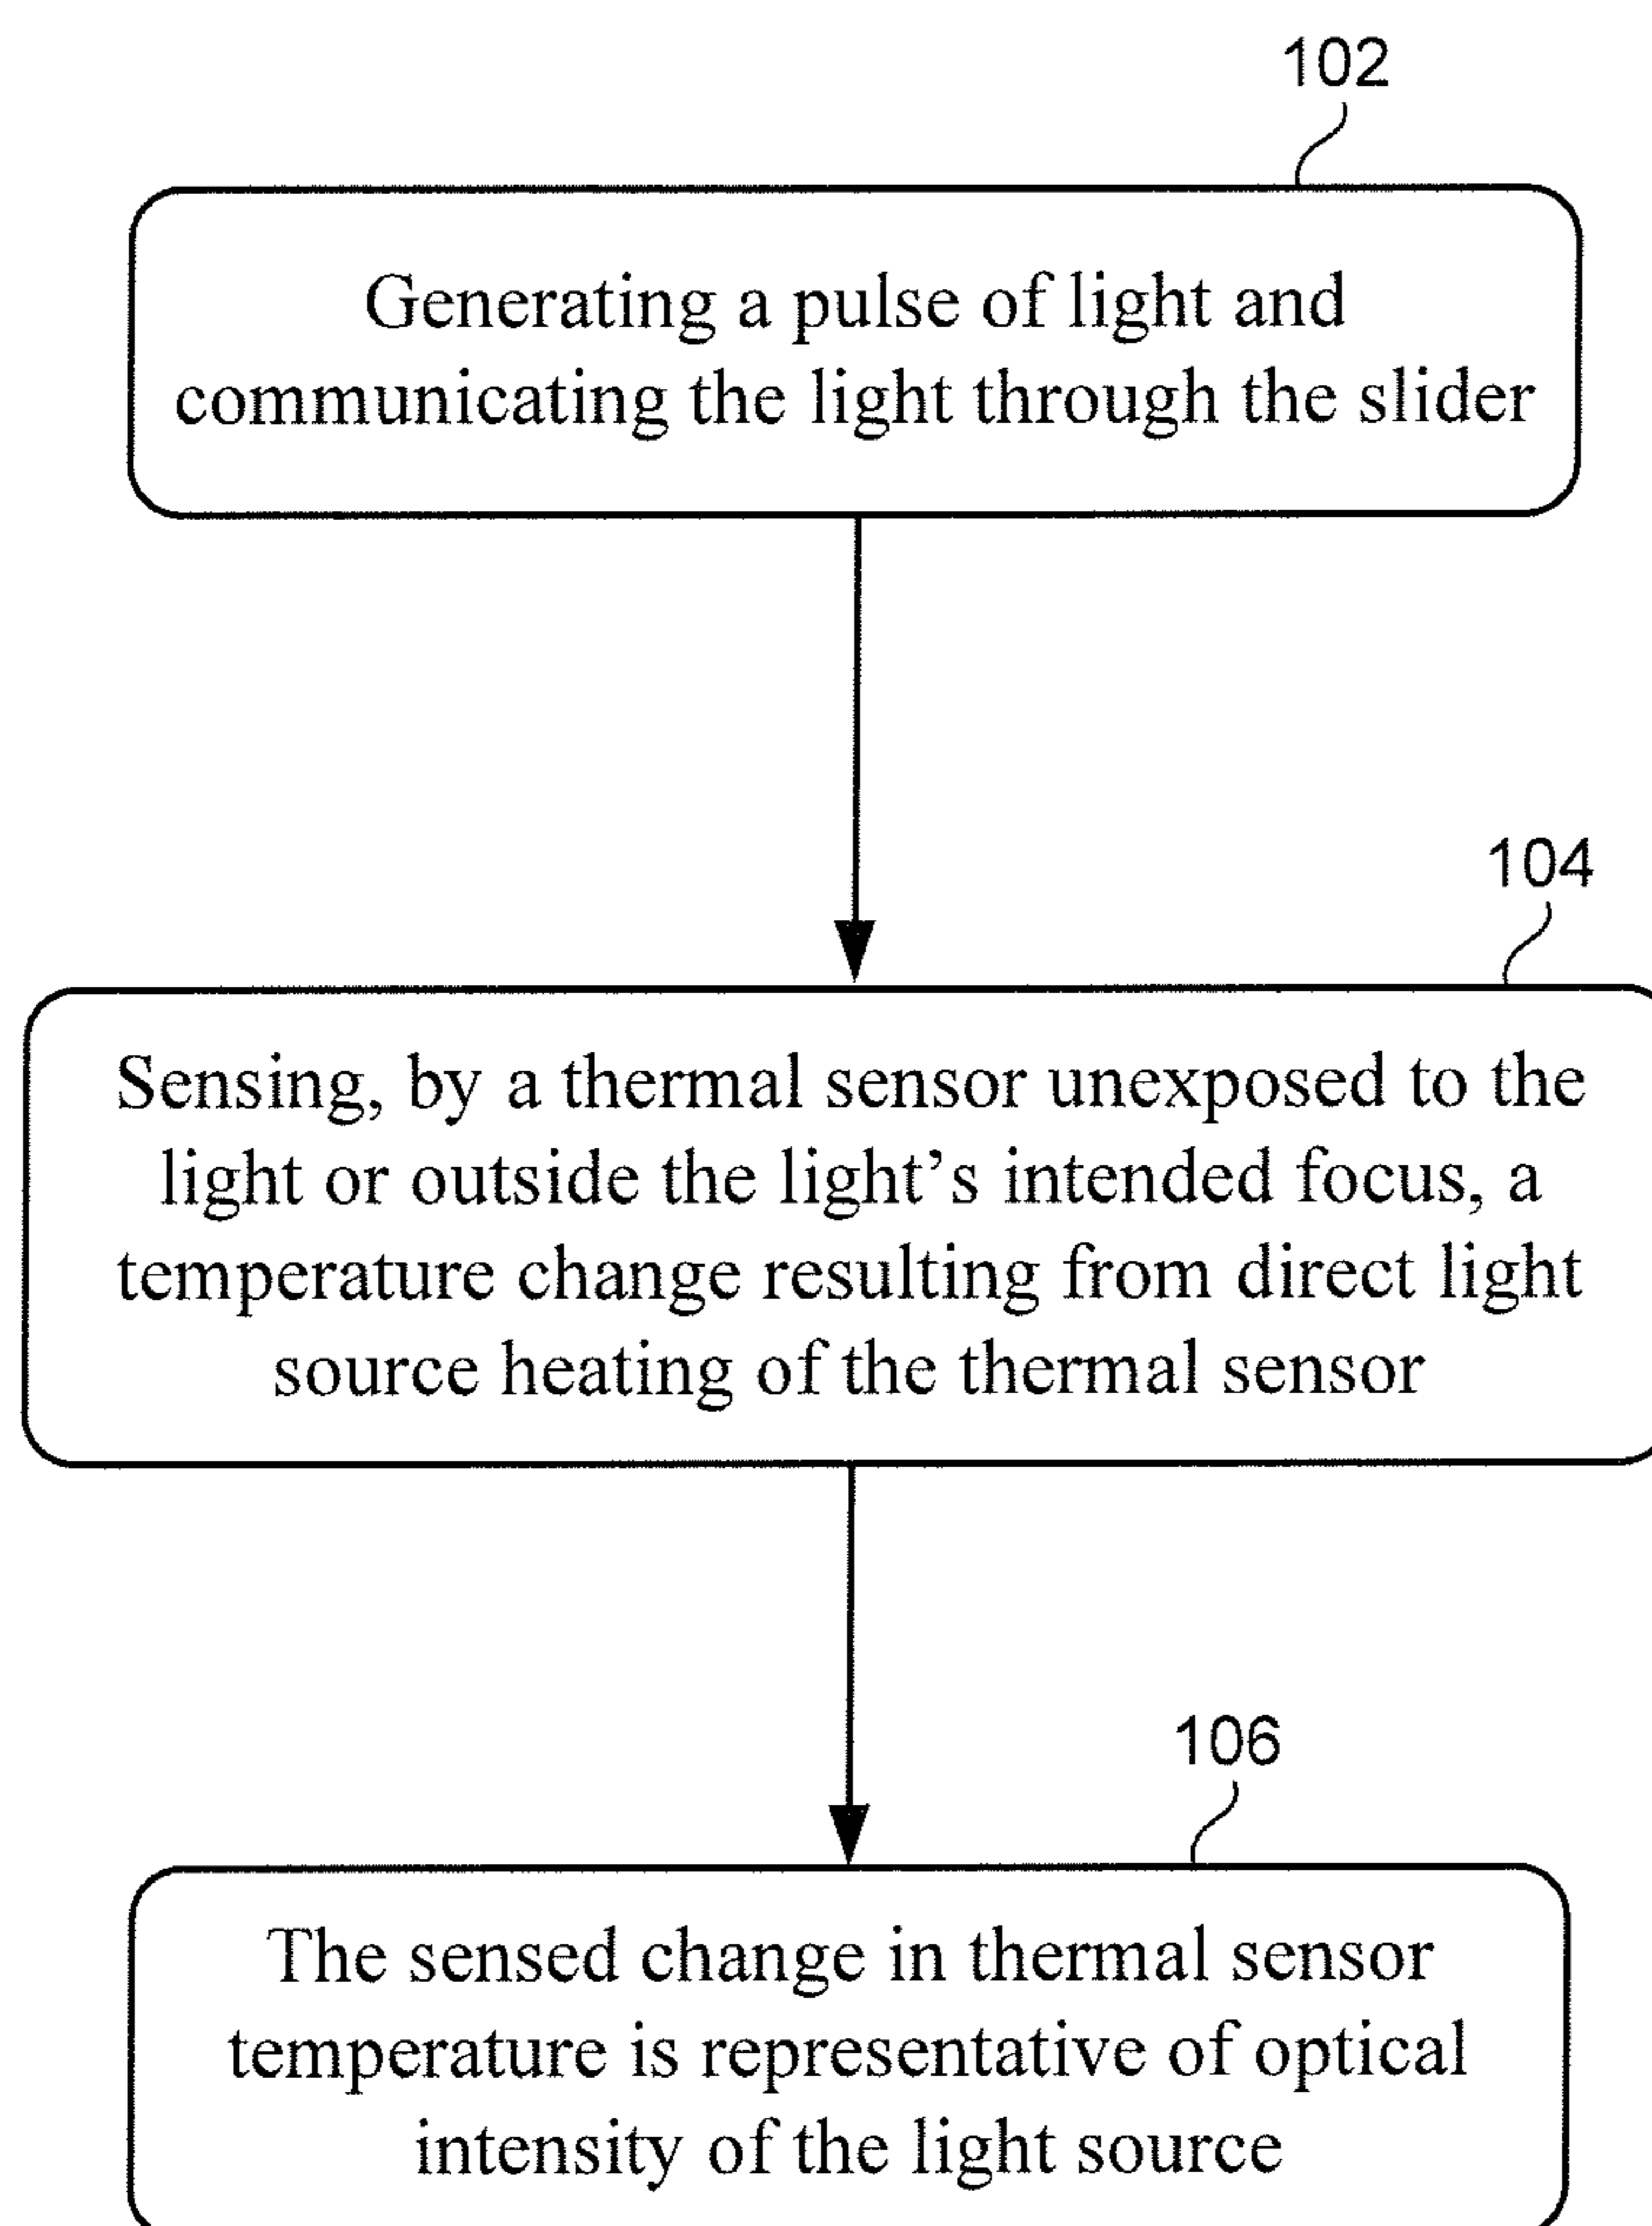 102
Generating a pulse of light and
communicating the light through the slider
104
Sensing, by a thermal sensor unexposed to the
light or outside the light’s intended focus, a
temperature change resulting from direct light
source heating of the thermal sensor
106
The sensed change in thermal sensor
temperature is representative of optical
intensity of the light source